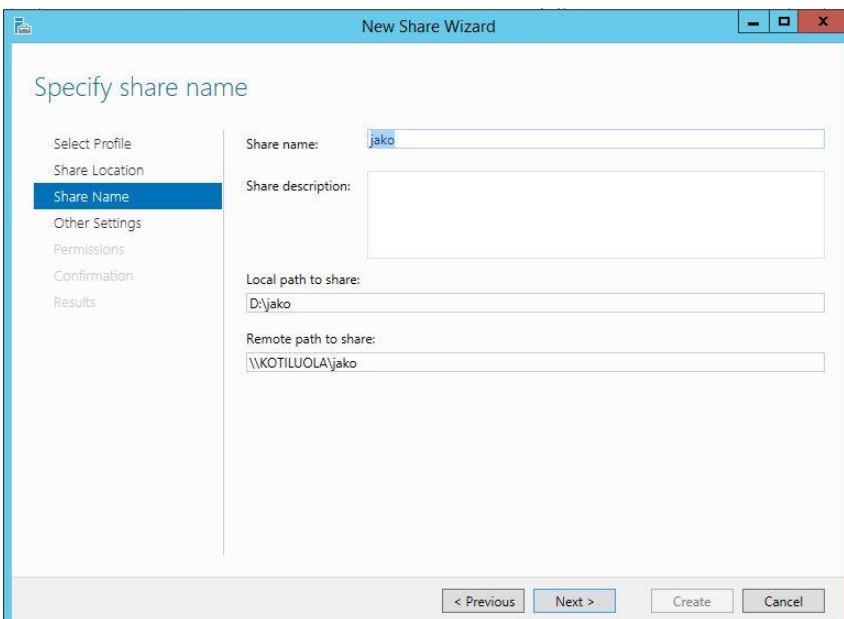 New Share Wizard
Specify share name
Select Profile
Share Location
Share Name
Other Settings
Permissions
Confirmation
Results
Share name:
jako
Share description:
Local path to share:
D:\jako
Remote path to share:
\\KOTILUOLA\jako
< Previous
Next >
Create
Cancel